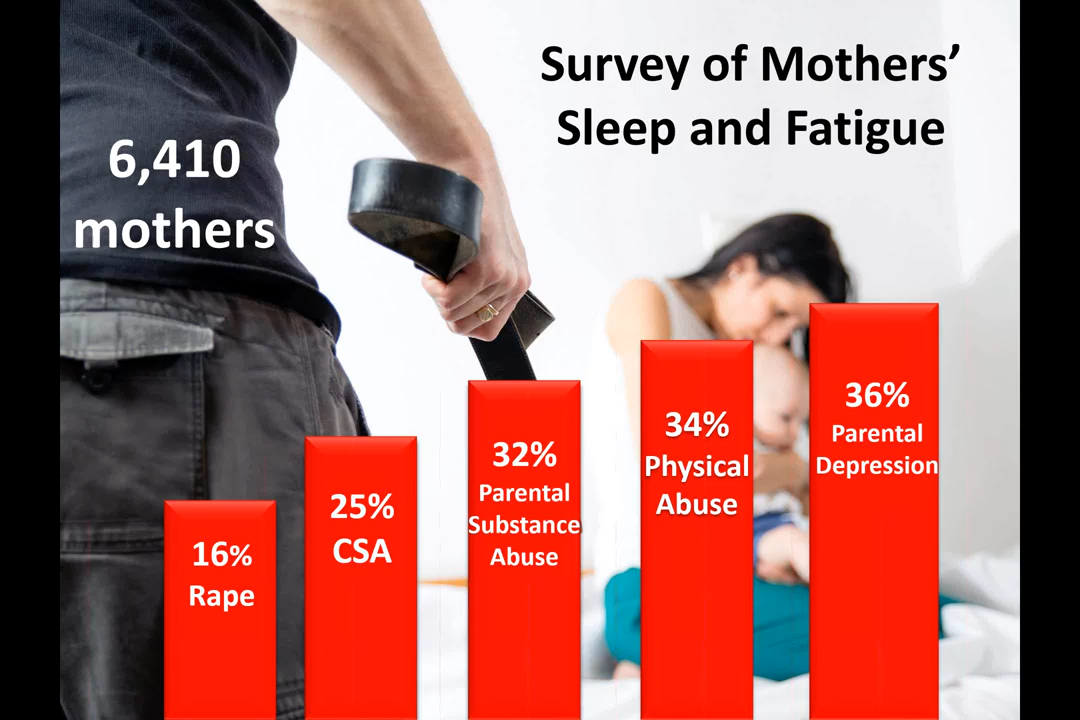 Survey of Mothers’
Sleep and Fatigue
6,410
mothers
16%
Rape
25%
CSA
32%
Parental
Substance
Abuse
34%
Physical
Abuse
36%
Parental
Depression